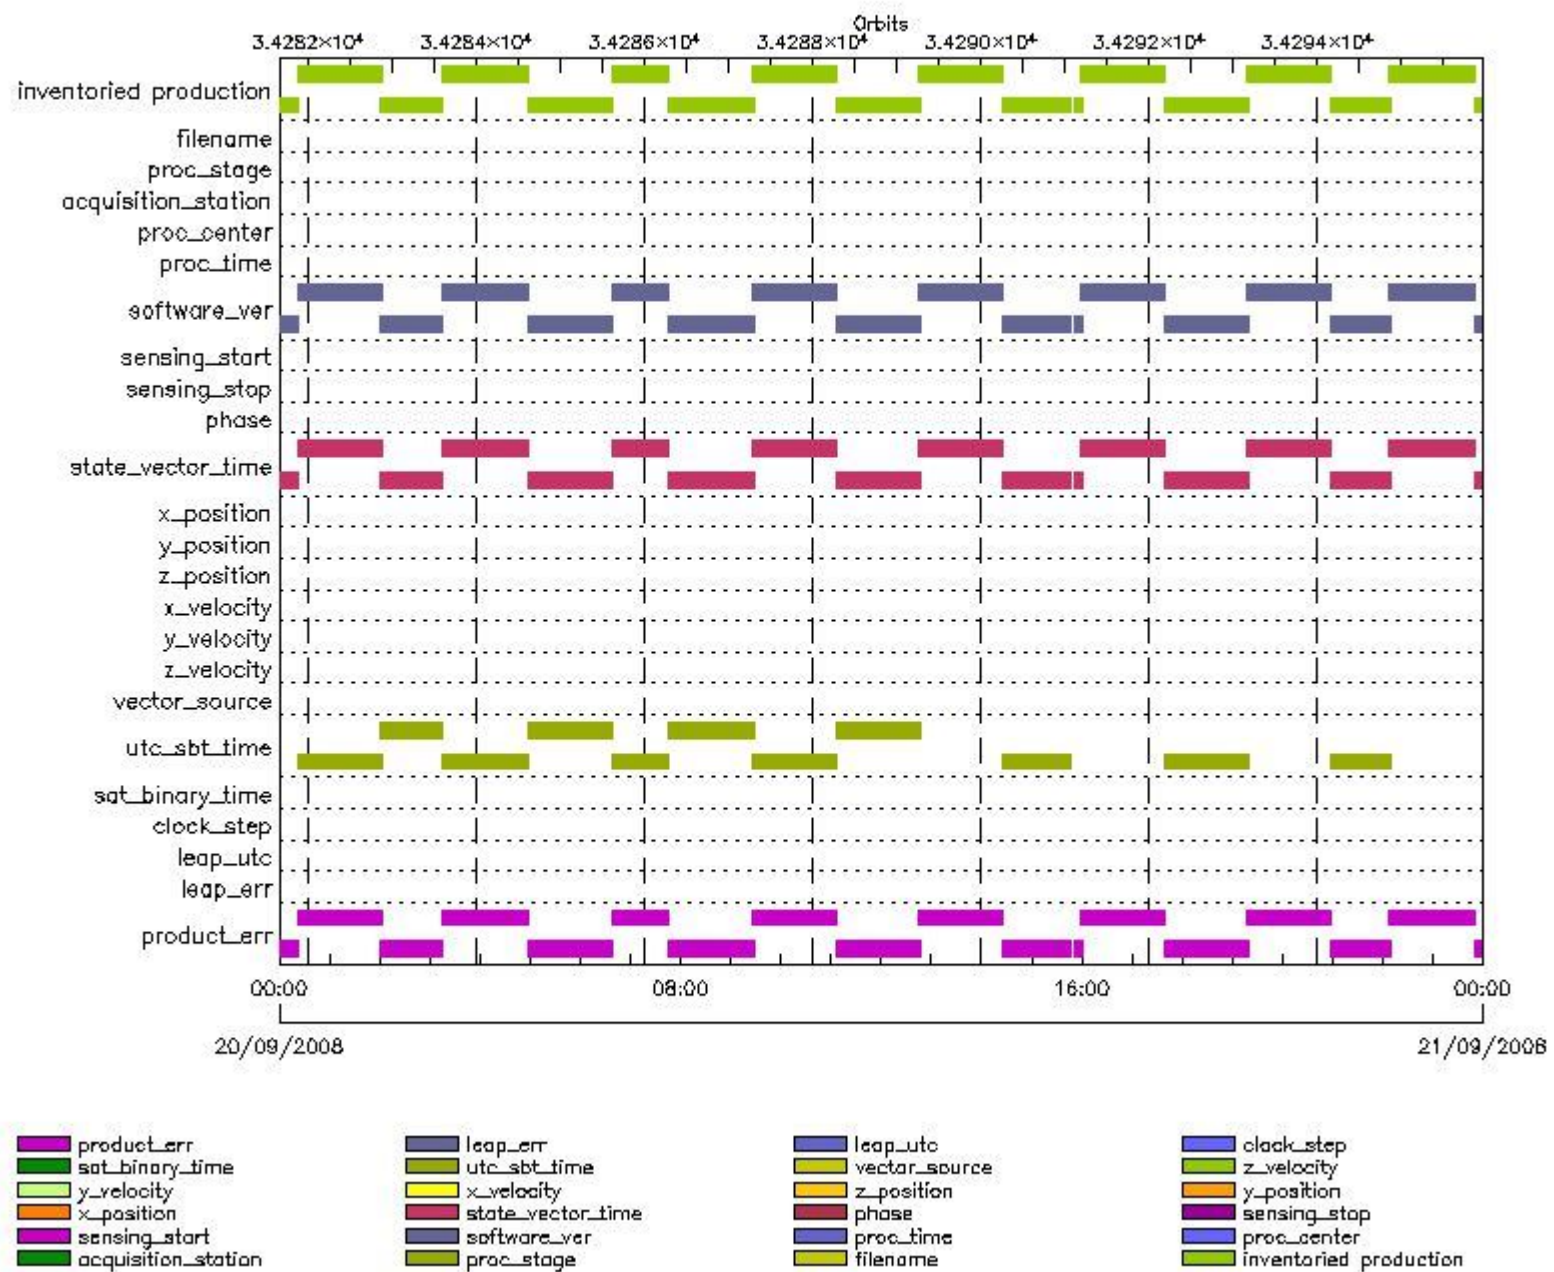 Orbits
3.4282×10⁴ 3.4284×10⁴ 3.4286×10⁴ 3.4288×10⁴ 3.4290×10⁴ 3.4292×10⁴ 3.4294×10⁴
inventoried production
filename
proc_stage
acquisition_station
proc_center
proc_time
software_ver
sensing_start
sensing_stop
phase
state_vector_time
x_position
y_position
z_position
x_velocity
y_velocity
z_velocity
vector_source
utc_sbt_time
sat_binary_time
clock_step
leap_utc
leap_err
product_err
00:00 08:00 16:00 00:00
20/09/2008 21/09/2008
product_err leap_err leap_utc clock_step
sat_binary_time utc_sbt_time vector_source z_velocity
y_velocity x_velocity z_position y_position
x_position state_vector_time phase sensing_stop
sensing_start software_ver proc_time proc_center
acquisition_station proc_stage filename inventoried production